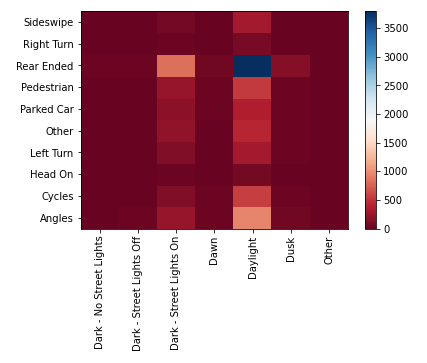 Sideswipe
Right Turn
Rear Ended
Pedestrian
Parked Car
Other
Left Turn
Head On
Cycles
Angles
Dark - No Street Lights
Dark - Street Lights Off
Dark - Street Lights On
Dawn
Daylight
Dusk
Other
3500
3000
2500
2000
1500
1000
500
0